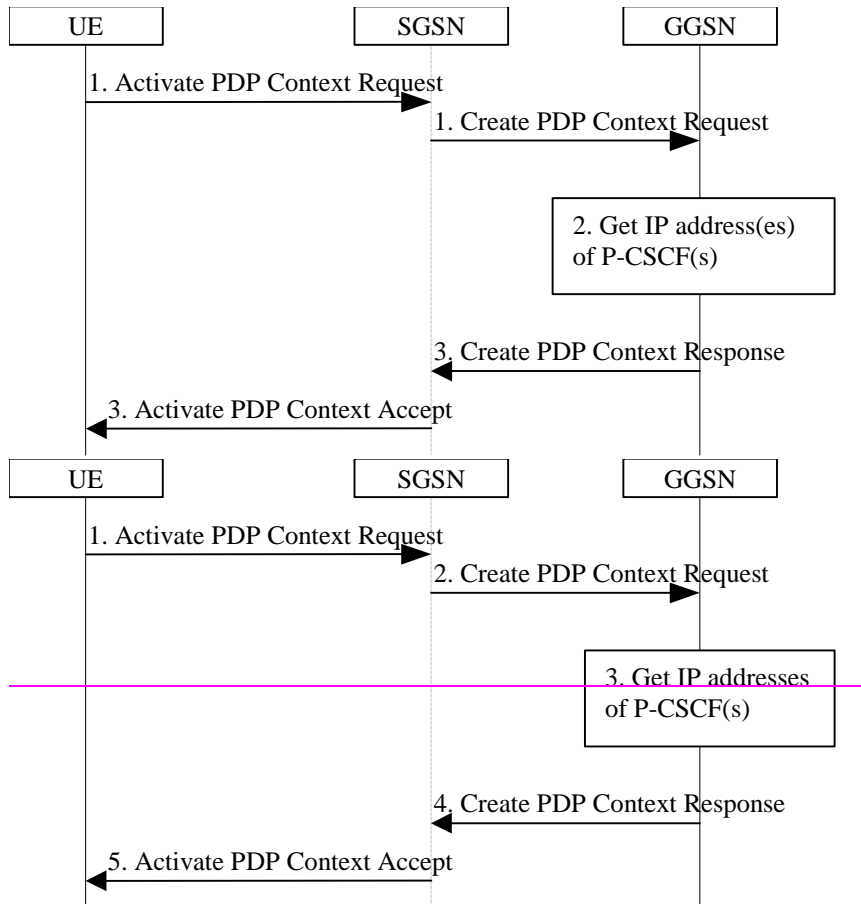 UE SGSN GGSN
1. Activate PDP Context Request
1. Create PDP Context Request
2. Get IP address(es)
of P-CSCF(s)
3. Create PDP Context Response
3. Activate PDP Context Accept
UE SGSN GGSN
1. Activate PDP Context Request
2. Create PDP Context Request
3. Get IP addresses
of P-CSCF(s)
4. Create PDP Context Response
5. Activate PDP Context Accept